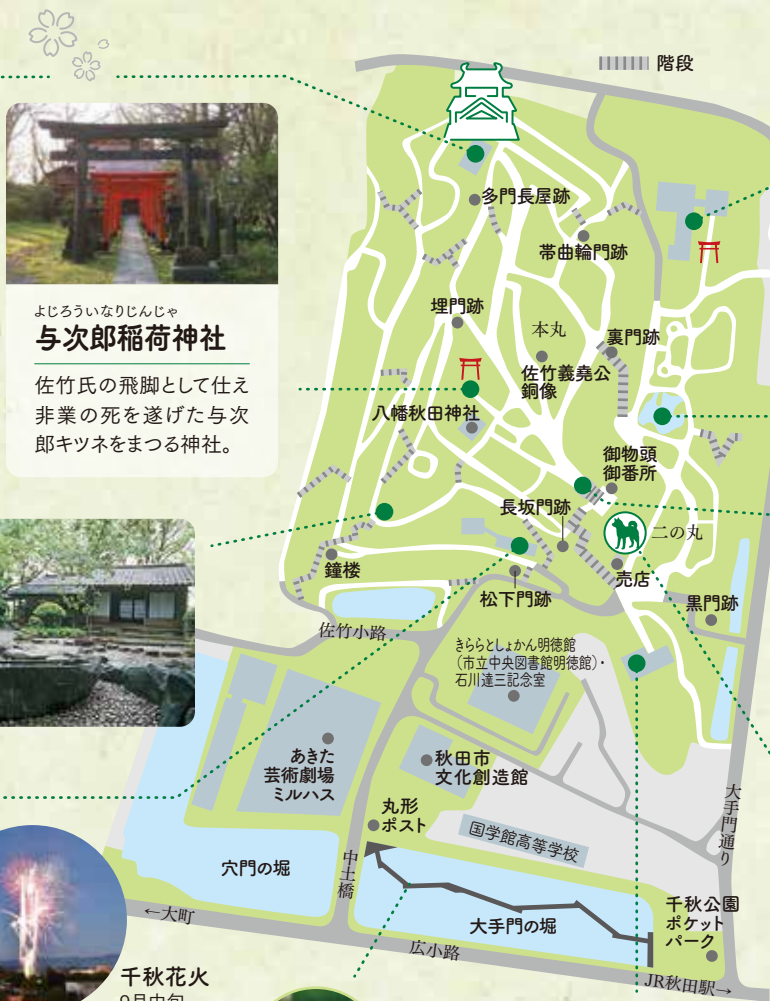 階段
よじろういなりじんじゃ
与次郎稲荷神社
佐竹氏の飛脚として仕え
非業の死を遂げた与次
郎キツネをまつる神社。
多門長屋跡
帯曲輪門跡
埋門跡
本丸
裏門跡
佐竹義堯公
銅像
八幡秋田神社
御物頭
御番所
長坂門跡
二の丸
鐘楼
売店
松下門跡
黒門跡
佐竹小路
きららとしょかん明徳館
（市立中央図書館明徳館）・
石川達三記念室
あきた
芸術劇場
ミルハス
秋田市
文化創造館
大手門通り
丸形
ポスト
国学館高等学校
中土橋
穴門の堀
←大町
大手門の堀
千秋公園
ポケット
パーク
広小路
JR秋田駅→
千秋花火